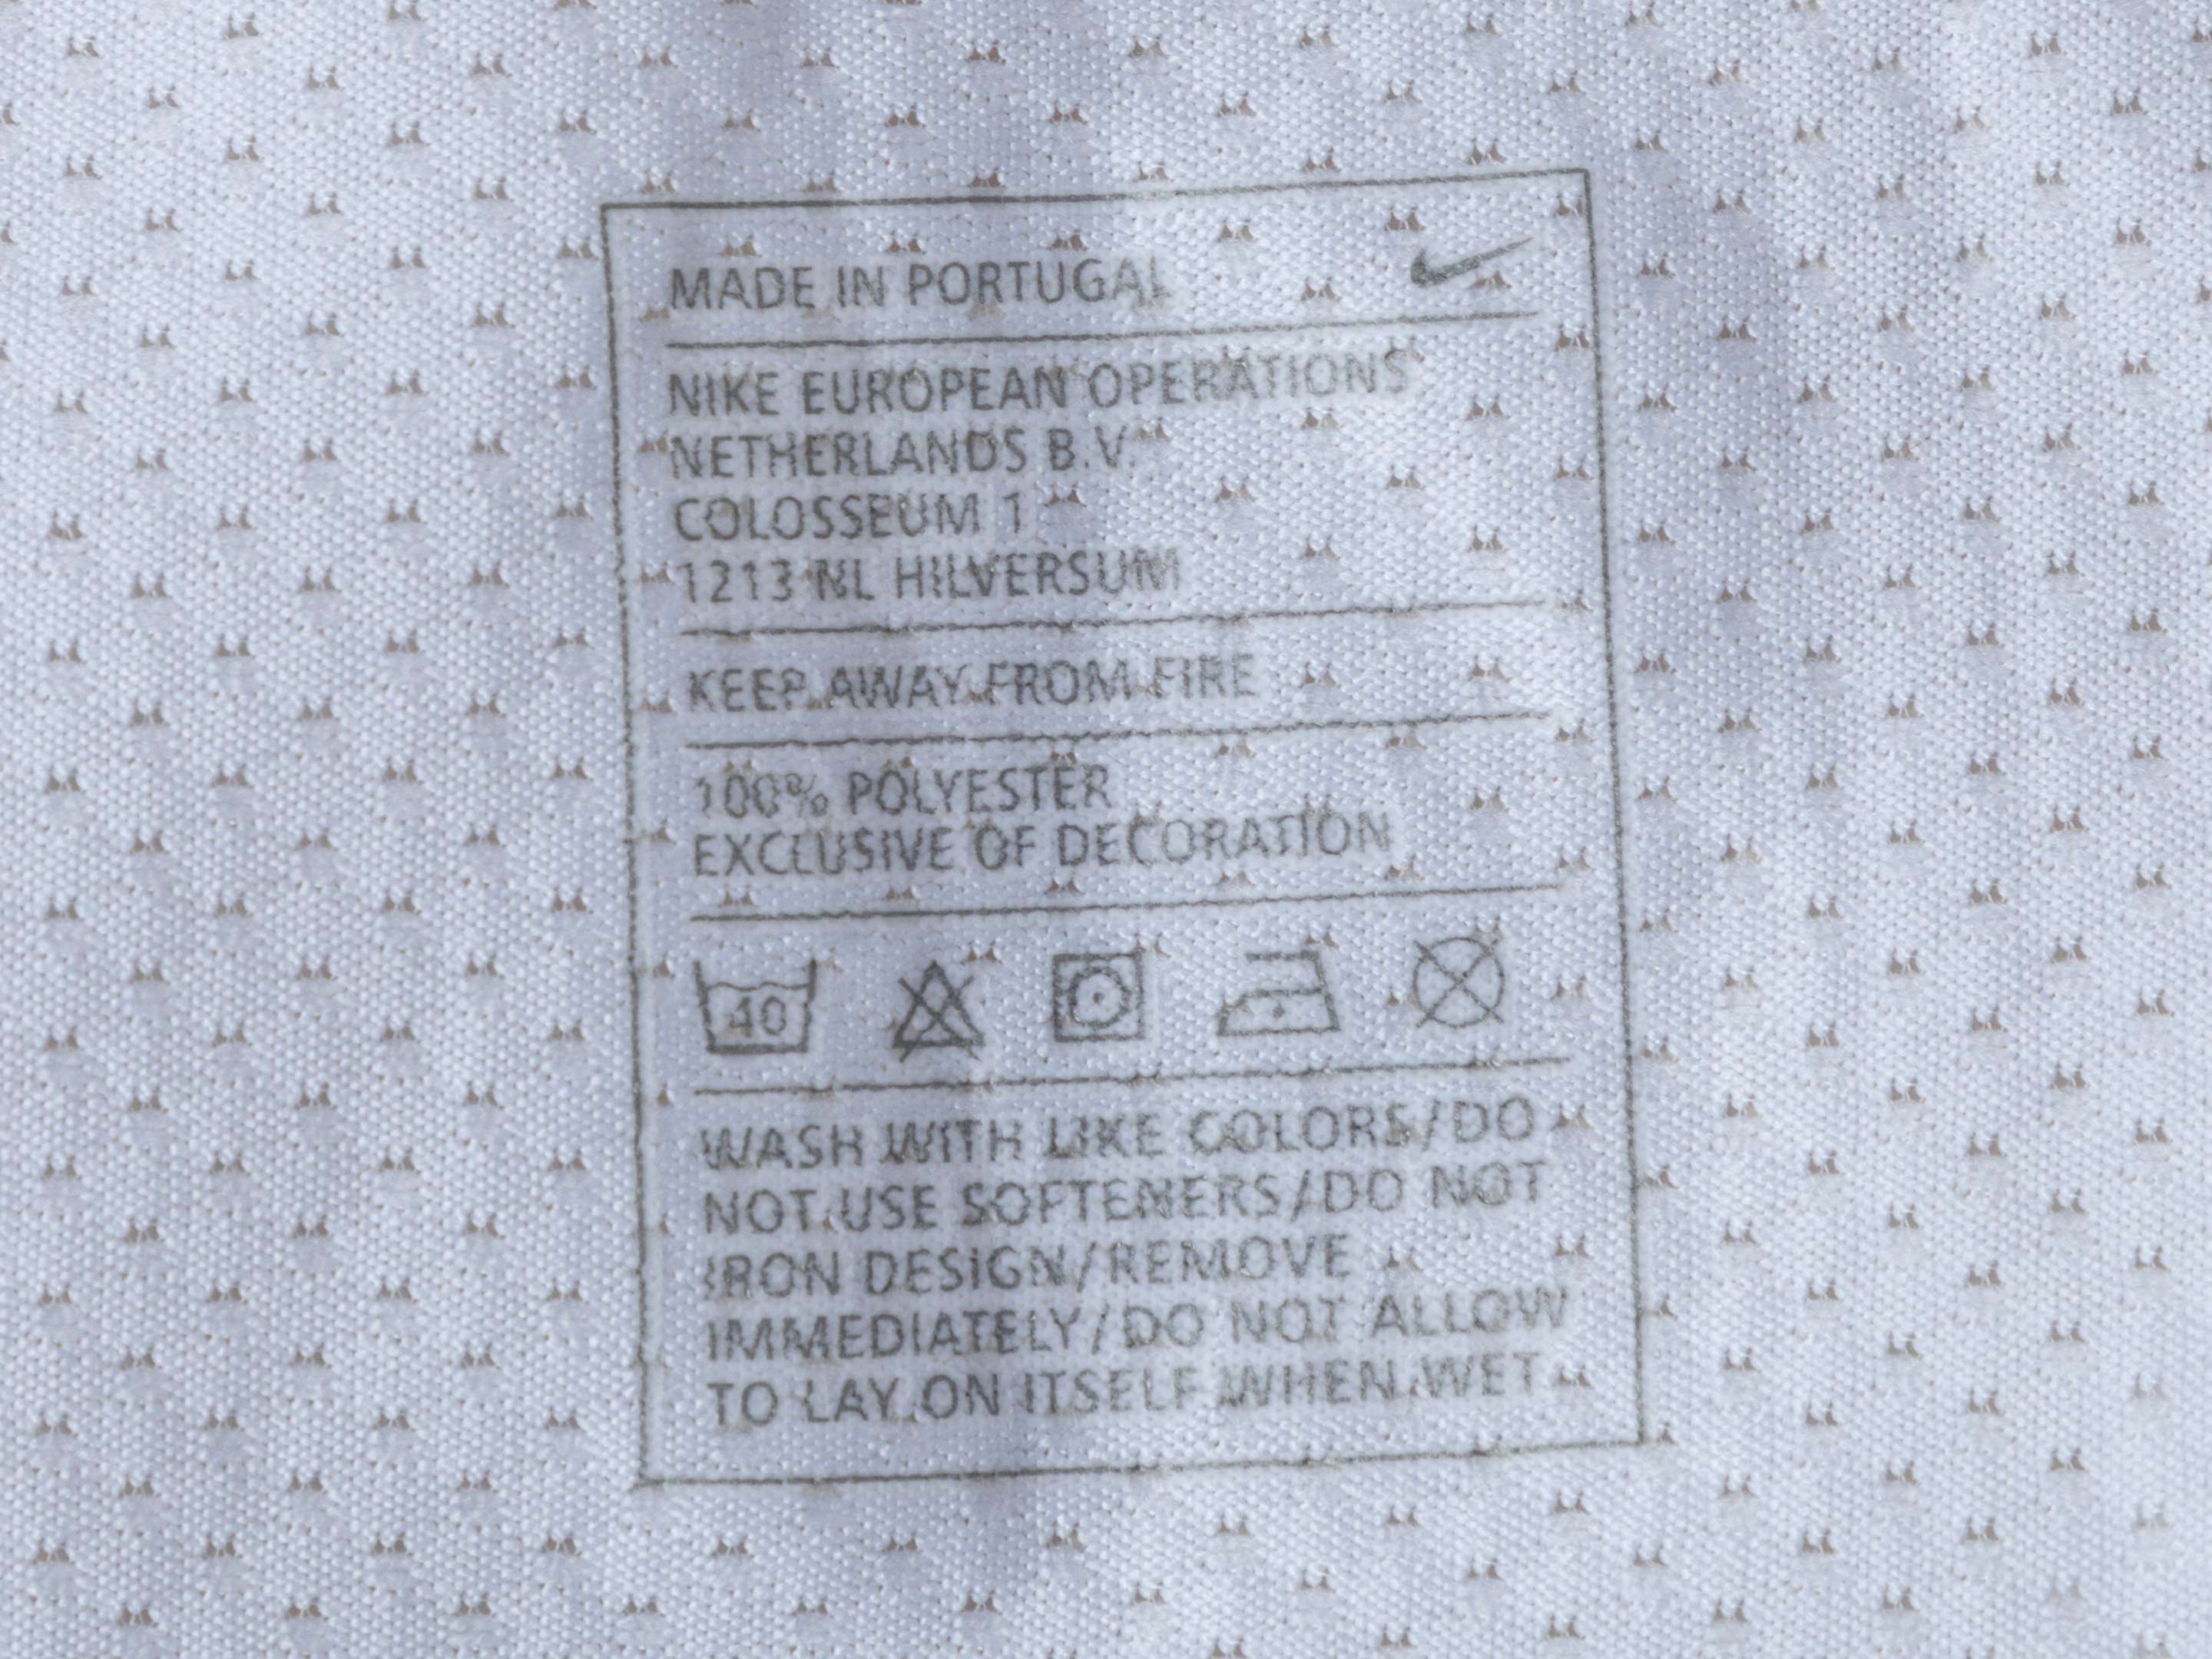 MADE IN PORTUGAL
NIKE EUROPEAN OPERATIONS
NETHERLANDS B.V.
COLOSSEUM 1
1213 NL HILVERSUM
KEEP AWAY FROM FIRE
100% POLYESTER
EXCLUSIVE OF DECORATION
40
WASH WITH LIKE COLORS/DO
NOT USE SOFTENERS/DO NOT
IRON DESIGN/REMOVE
IMMEDIATELY/DO NOT ALLOW
TO LAY ON ITSELF WHEN WET